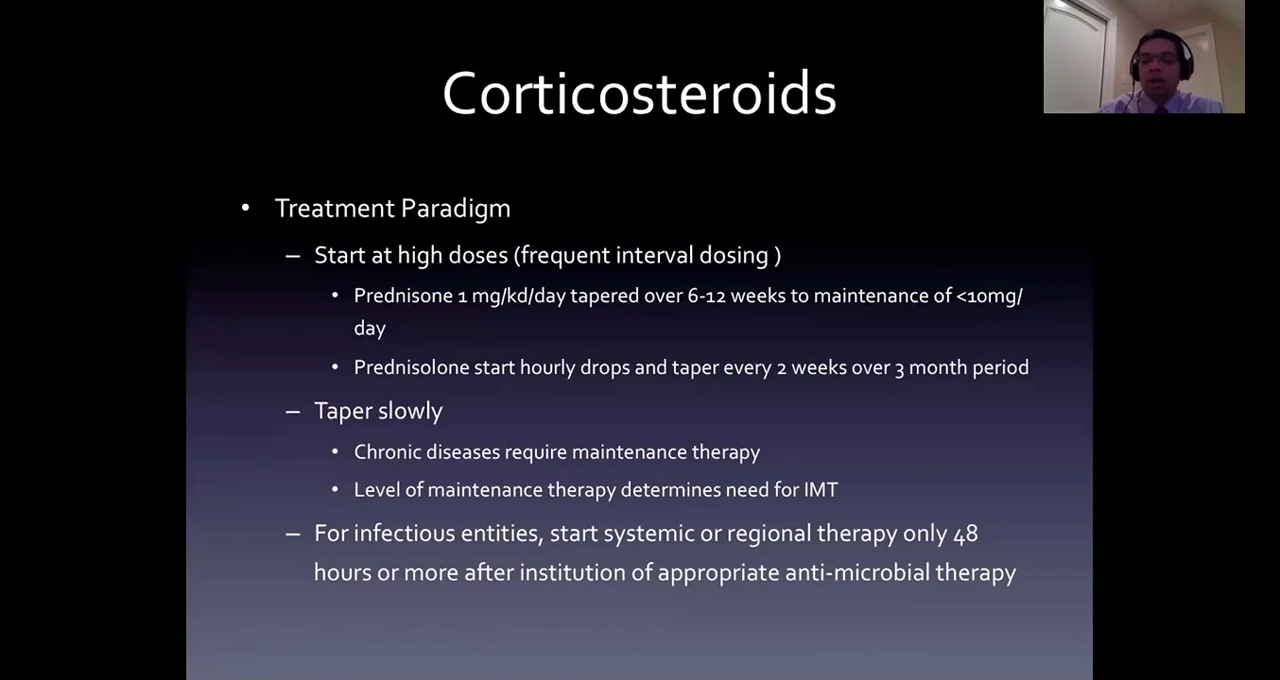 Corticosteroids
• Treatment Paradigm
– Start at high doses (frequent interval dosing )
• Prednisone 1 mg/kd/day tapered over 6-12 weeks to maintenance of <10mg/
day
• Prednisolone start hourly drops and taper every 2 weeks over 3 month period
– Taper slowly
• Chronic diseases require maintenance therapy
• Level of maintenance therapy determines need for IMT
– For infectious entities, start systemic or regional therapy only 48
hours or more after institution of appropriate anti-microbial therapy